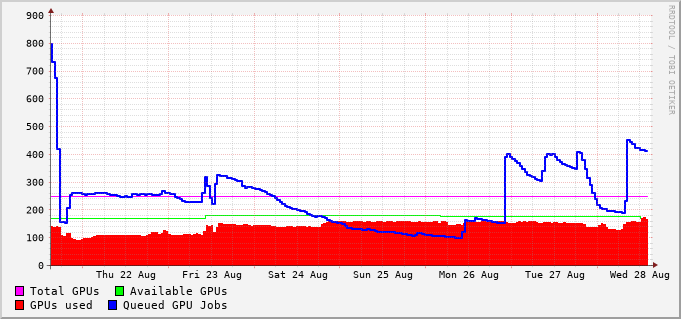 900
800
700
600
500
400
300
200
100
0
Thu 22 Aug Fri 23 Aug Sat 24 Aug Sun 25 Aug Mon 26 Aug Tue 27 Aug Wed 28 Aug
Total GPUs Available GPUs
GPUs used Queued GPU Jobs
RRDTOOL / TOBI OETIKER